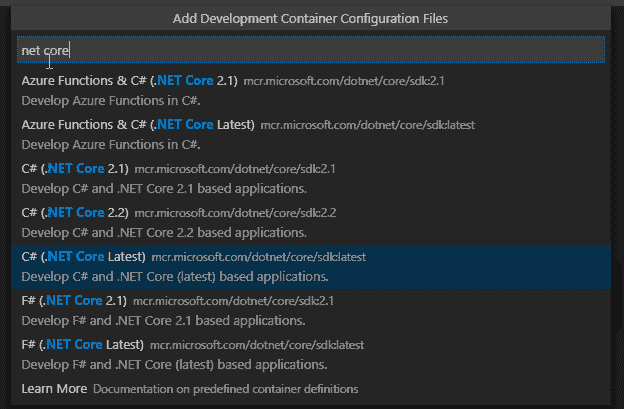 Add Development Container Configuration Files
net core
Azure Functions & C# (.NET Core 2.1) mcr.microsoft.com/dotnet/core/sdk:2.1
Develop Azure Functions in C#.
Azure Functions & C# (.NET Core Latest) mcr.microsoft.com/dotnet/core/sdk:latest
Develop Azure Functions in C#.
C# (.NET Core 2.1) mcr.microsoft.com/dotnet/core/sdk:2.1
Develop C# and .NET Core 2.1 based applications.
C# (.NET Core 2.2) mcr.microsoft.com/dotnet/core/sdk:2.2
Develop C# and .NET Core 2.2 based applications.
C# (.NET Core Latest) mcr.microsoft.com/dotnet/core/sdk:latest
Develop C# and .NET Core (latest) based applications.
F# (.NET Core 2.1) mcr.microsoft.com/dotnet/core/sdk:2.1
Develop F# and .NET Core 2.1 based applications.
F# (.NET Core Latest) mcr.microsoft.com/dotnet/core/sdk:latest
Develop F# and .NET Core (latest) based applications.
Learn More Documentation on predefined container definitions